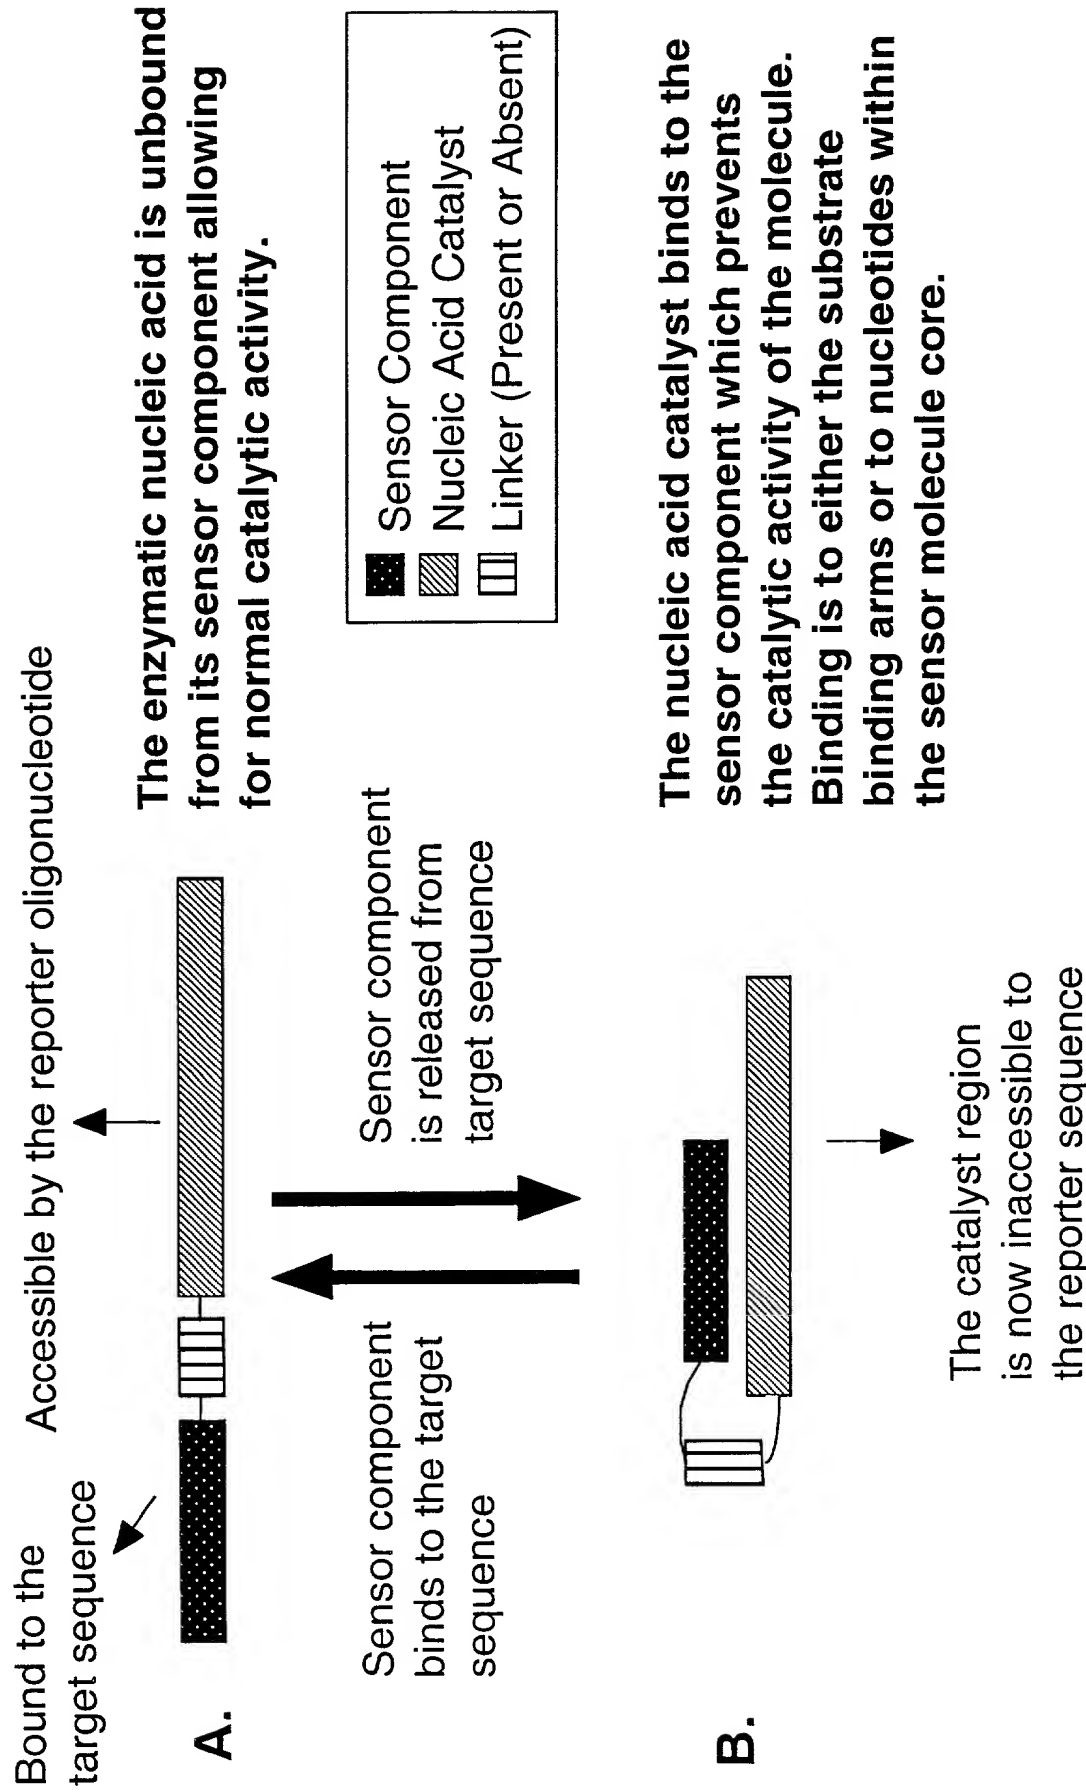 Bound to the
target sequence
Accessible by the reporter oligonucleotide
A.
The enzymatic nucleic acid is unbound
from its sensor component allowing
for normal catalytic activity.
Sensor component
binds to the target
sequence
Sensor component
is released from
target sequence
Sensor Component
Nucleic Acid Catalyst
Linker (Present or Absent)
B.
The nucleic acid catalyst binds to the
sensor component which prevents
the catalytic activity of the molecule.
Binding is to either the substrate
binding arms or to nucleotides within
the sensor molecule core.
The catalyst region
is now inaccessible to
the reporter sequence